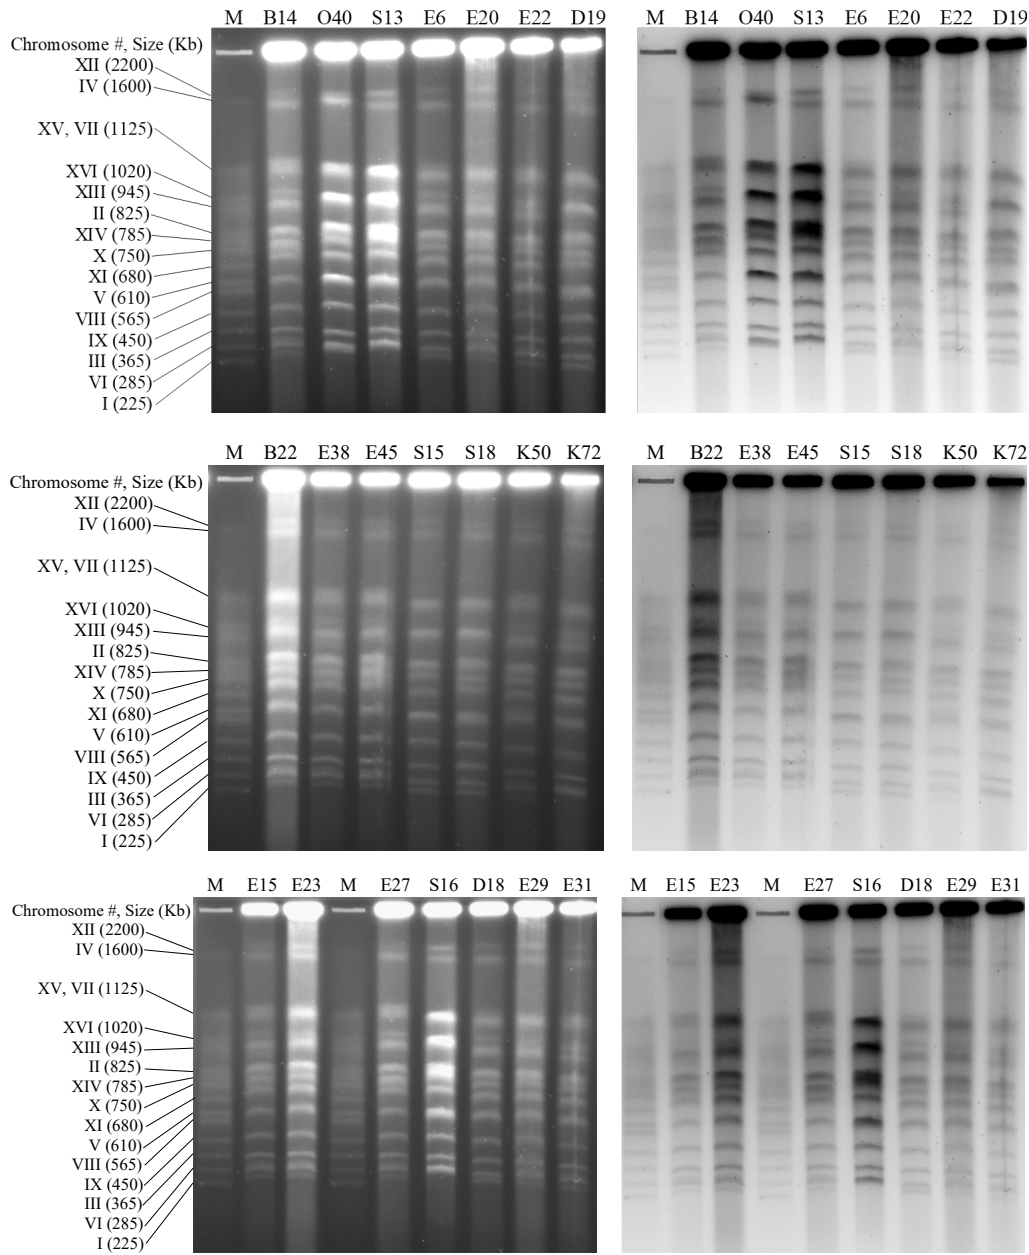 M B14 O40 S13 E6 E20 E22 D19 M B14 O40 S13 E6 E20 E22 D19
Chromosome #, Size (Kb)
XII (2200)
IV (1600)
XV, VII (1125)
XVI (1020)
XIII (945)
II (825)
XIV (785)
X (750)
XI (680)
V (610)
VIII (565)
IX (450)
III (365)
VI (285)
I (225)
M B22 E38 E45 S15 S18 K50 K72 M B22 E38 E45 S15 S18 K50 K72
Chromosome #, Size (Kb)
XII (2200)
IV (1600)
XV, VII (1125)
XVI (1020)
XIII (945)
II (825)
XIV (785)
X (750)
XI (680)
V (610)
VIII (565)
IX (450)
III (365)
VI (285)
I (225)
M E15 E23 M E27 S16 D18 E29 E31 M E15 E23 M E27 S16 D18 E29 E31
Chromosome #, Size (Kb)
XII (2200)
IV (1600)
XV, VII (1125)
XVI (1020)
XIII (945)
II (825)
XIV (785)
X (750)
XI (680)
V (610)
VIII (565)
IX (450)
III (365)
VI (285)
I (225)